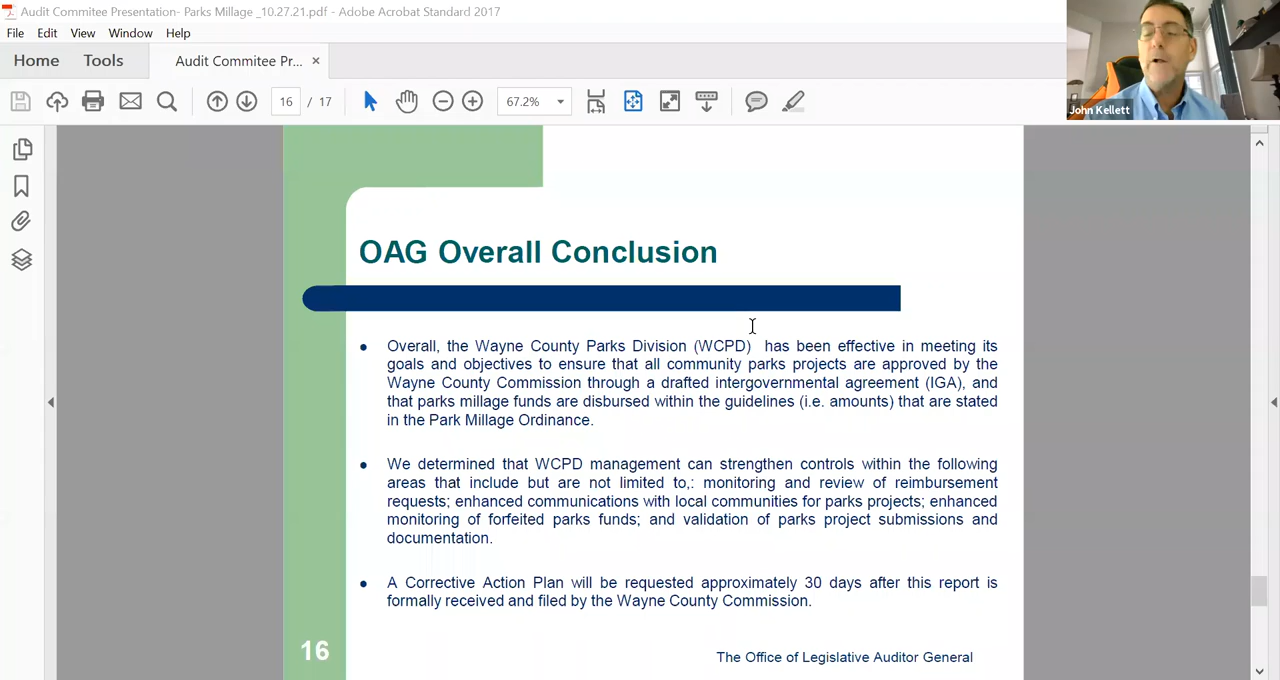 Audit Commitee Presentation- Parks Millage _10.27.21.pdf - Adobe Acrobat Standard 2017
File Edit View Window Help
Home Tools Audit Commitee Pr... ×
16 / 17 67.2%
John Kellett
OAG Overall Conclusion
● Overall, the Wayne County Parks Division (WCPD) has been effective in meeting its
goals and objectives to ensure that all community parks projects are approved by the
Wayne County Commission through a drafted intergovernmental agreement (IGA), and
that parks millage funds are disbursed within the guidelines (i.e. amounts) that are stated
in the Park Millage Ordinance.
● We determined that WCPD management can strengthen controls within the following
areas that include but are not limited to,: monitoring and review of reimbursement
requests; enhanced communications with local communities for parks projects; enhanced
monitoring of forfeited parks funds; and validation of parks project submissions and
documentation.
● A Corrective Action Plan will be requested approximately 30 days after this report is
formally received and filed by the Wayne County Commission.
16
The Office of Legislative Auditor General